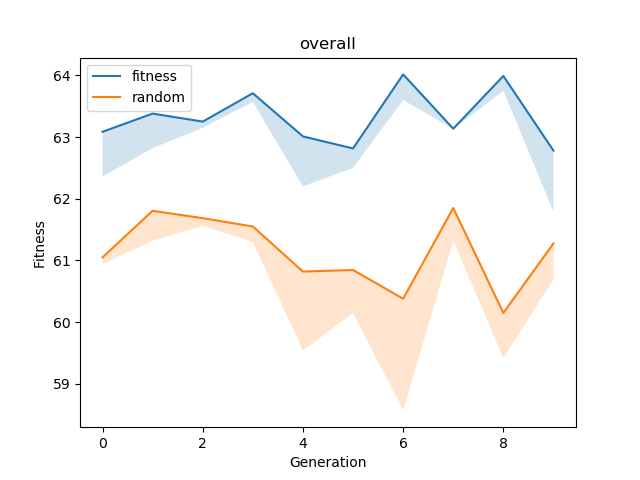 overall
fitness
random
64
63
62
61
60
59
Fitness
0 2 4 6 8
Generation